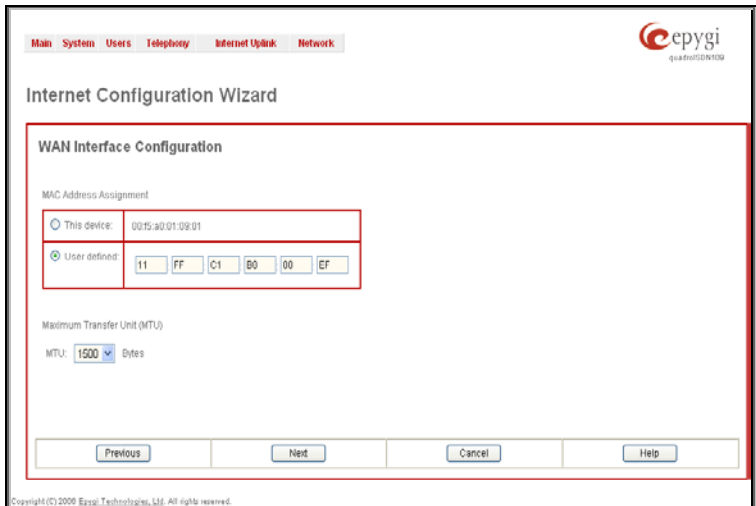 Main System Users Telephony Internet Uplink Network
epygi
quadroISDN109
Internet Configuration Wizard
WAN Interface Configuration
MAC Address Assignment
This device: 00:f5:a0:01:09:01
User defined: 11 FF C1 B0 00 EF
Maximum Transfer Unit (MTU)
MTU: 1500 Bytes
Previous Next Cancel Help
Copyright (C) 2008 Epygi Technologies, Ltd. All rights reserved.